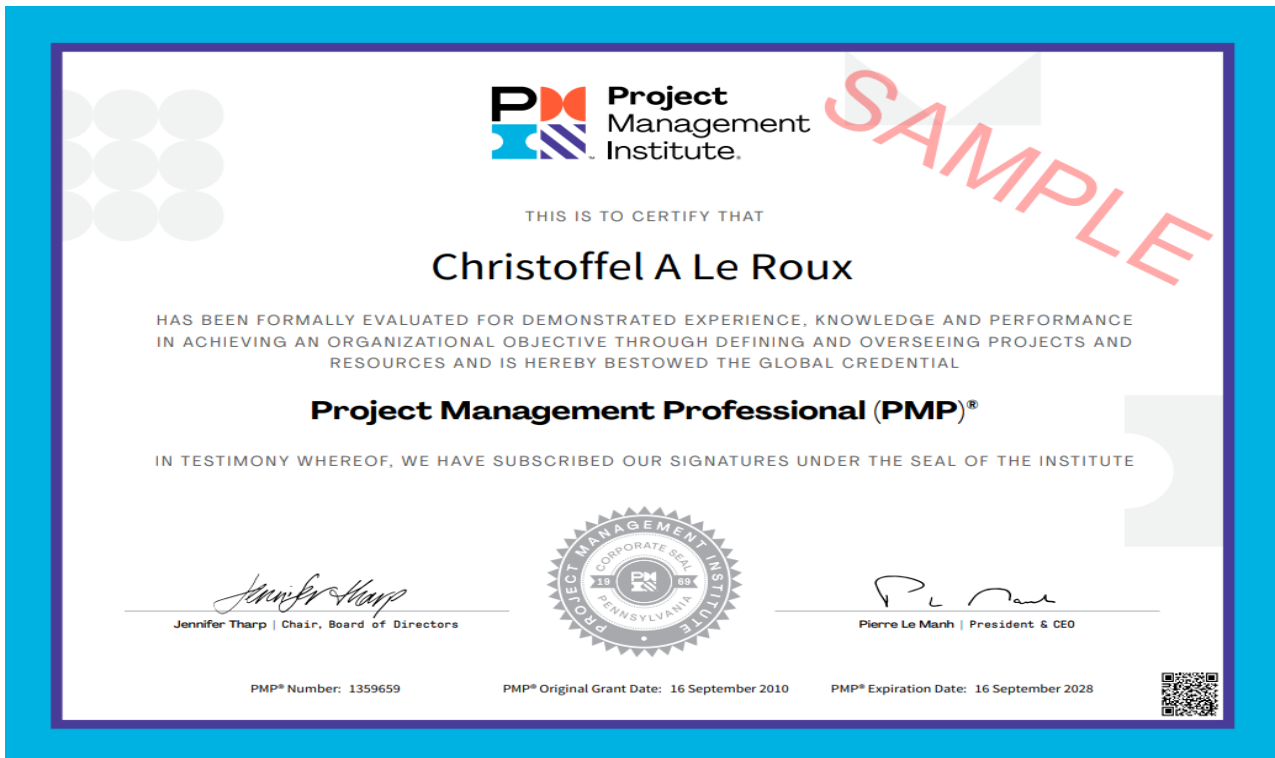 Project
Management
Institute.
SAMPLE
THIS IS TO CERTIFY THAT
Christoffel A Le Roux
HAS BEEN FORMALLY EVALUATED FOR DEMONSTRATED EXPERIENCE, KNOWLEDGE AND PERFORMANCE
IN ACHIEVING AN ORGANIZATIONAL OBJECTIVE THROUGH DEFINING AND OVERSEEING PROJECTS AND
RESOURCES AND IS HEREBY BESTOWED THE GLOBAL CREDENTIAL
Project Management Professional (PMP)®
IN TESTIMONY WHEREOF, WE HAVE SUBSCRIBED OUR SIGNATURES UNDER THE SEAL OF THE INSTITUTE
PROJECT MANAGEMENT INSTITUTE
CORPORATE SEAL
19 69
PENNSYLVANIA
Jennifer Tharp
Jennifer Tharp | Chair, Board of Directors
Pierre Le Manh | President & CEO
PMP® Number: 1359659 PMP® Original Grant Date: 16 September 2010 PMP® Expiration Date: 16 September 2028